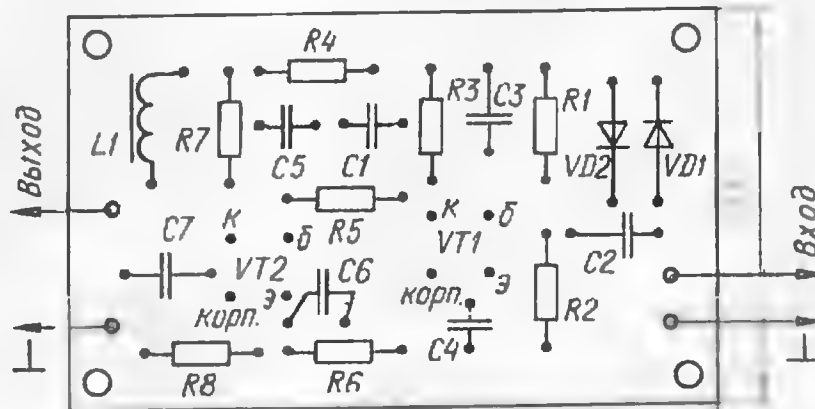 R4
R3
C3
R1
L1
R7
C5
C1
VD2
VD1
Выход
Вход
R5
К
б
К
б
C7
VT2
C6
VT1
C2
э
корп.
корп.
э
R2
C4
R8
R6